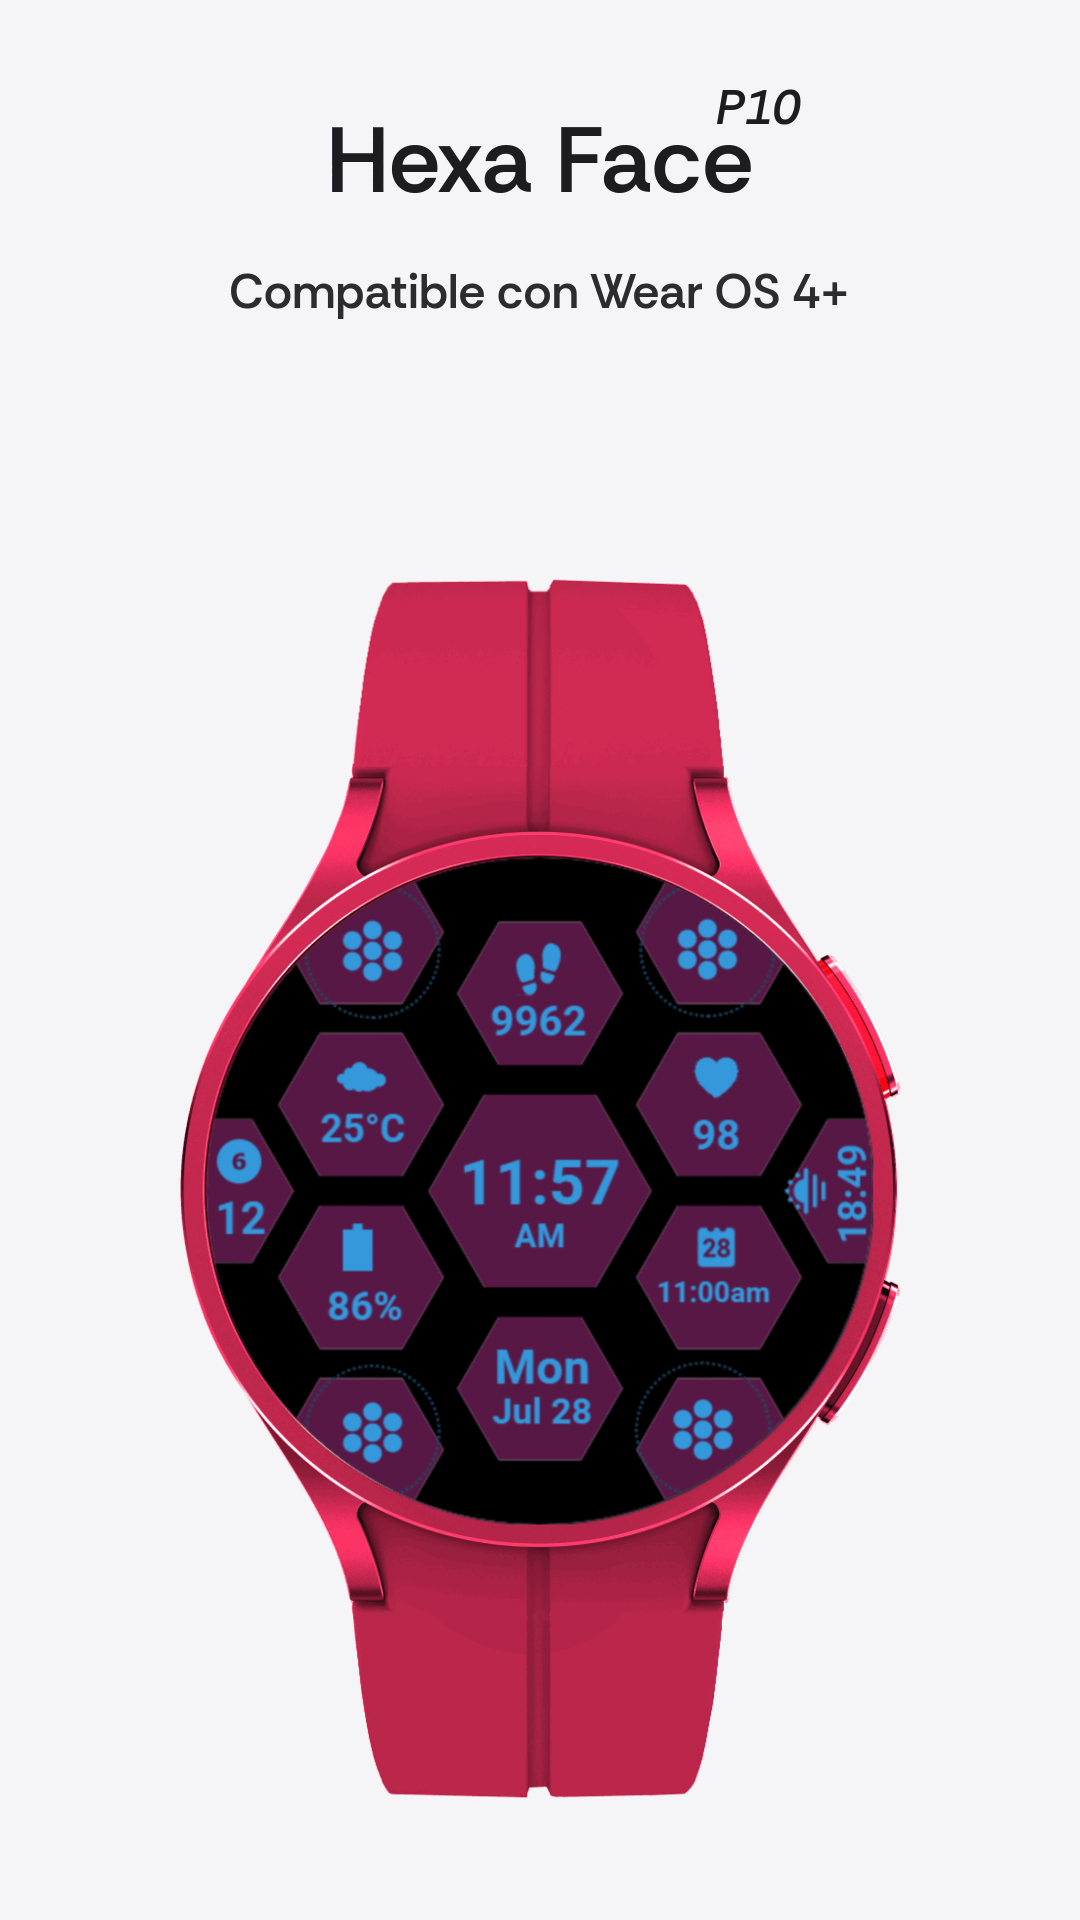 P10
Hexa Face
Compatible con Wear OS 4+
9962
25°C
98
6
12
11:57
AM
18:49
86%
28
11:00am
Mon
Jul 28